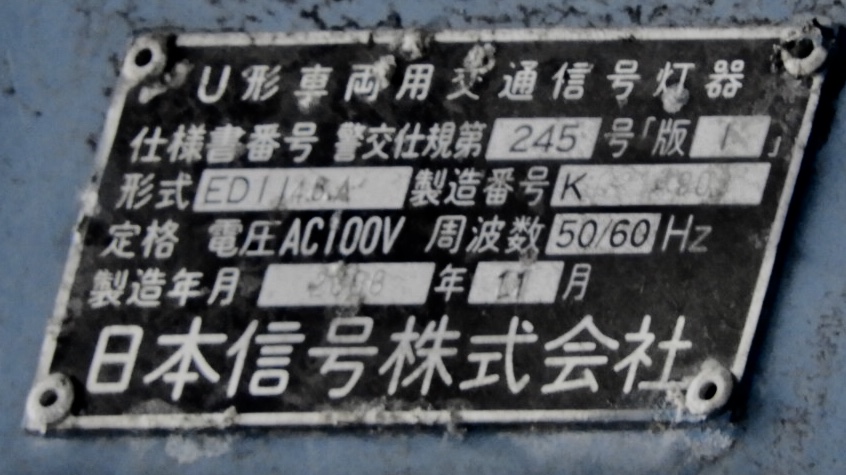 U形車両用交通信号灯器
仕様書番号 警交仕規第 245 号「版 1」
形式 ED1148A 製造番号 K
定格 電圧AC100V 周波数 50/60 Hz
製造年月 2008 年 11 月
日本信号株式会社